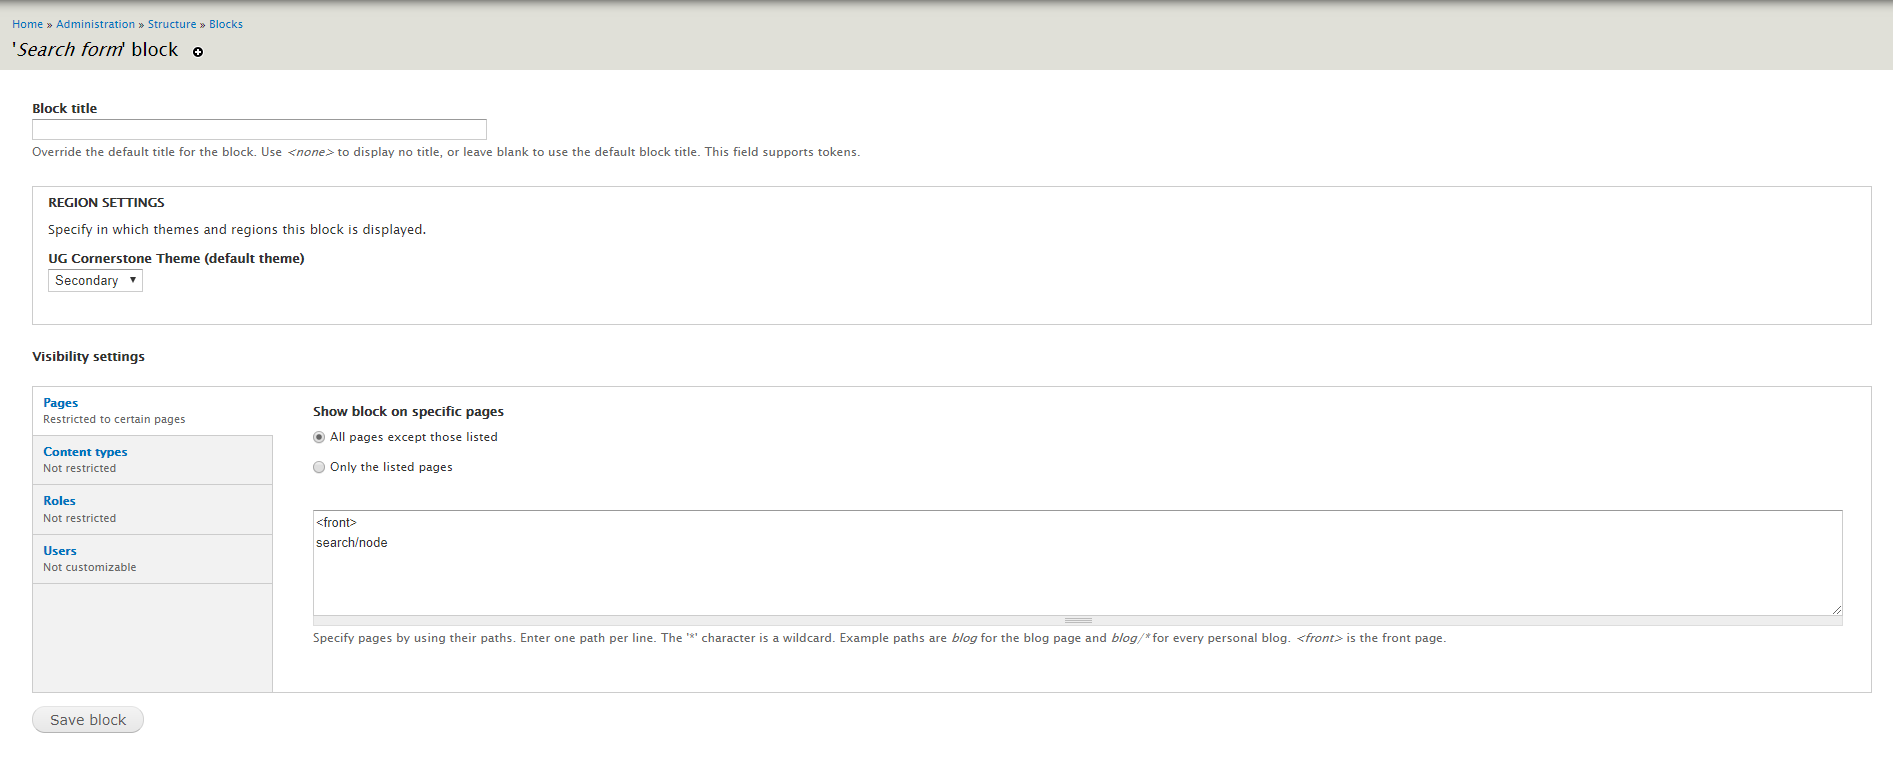 Home » Administration » Structure » Blocks
'Search form' block
Block title
Override the default title for the block. Use <none> to display no title, or leave blank to use the default block title. This field supports tokens.
REGION SETTINGS
Specify in which themes and regions this block is displayed.
UG Cornerstone Theme (default theme)
Secondary
Visibility settings
Pages
Restricted to certain pages
Content types
Not restricted
Roles
Not restricted
Users
Not customizable
Show block on specific pages
All pages except those listed
Only the listed pages
<front>
search/node
Specify pages by using their paths. Enter one path per line. The '*' character is a wildcard. Example paths are blog for the blog page and blog/* for every personal blog. <front> is the front page.
Save block